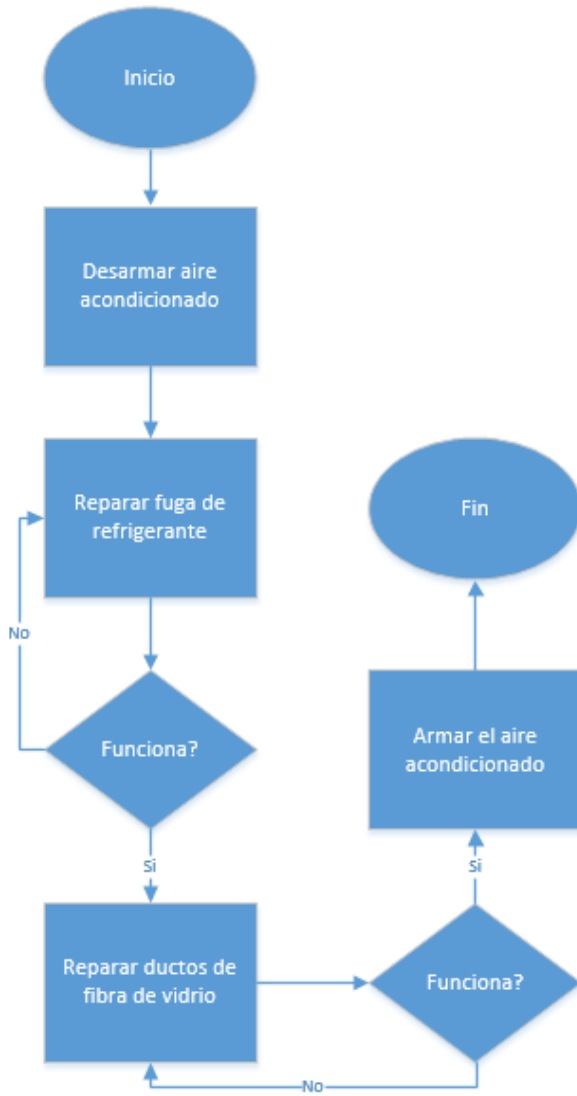 Inicio
Desarmar aire
acondicionado
Reparar fuga de
refrigerante
No
Funciona?
Si
Reparar ductos de
fibra de vidrio
No
Funciona?
Si
Armar el aire
acondicionado
Fin